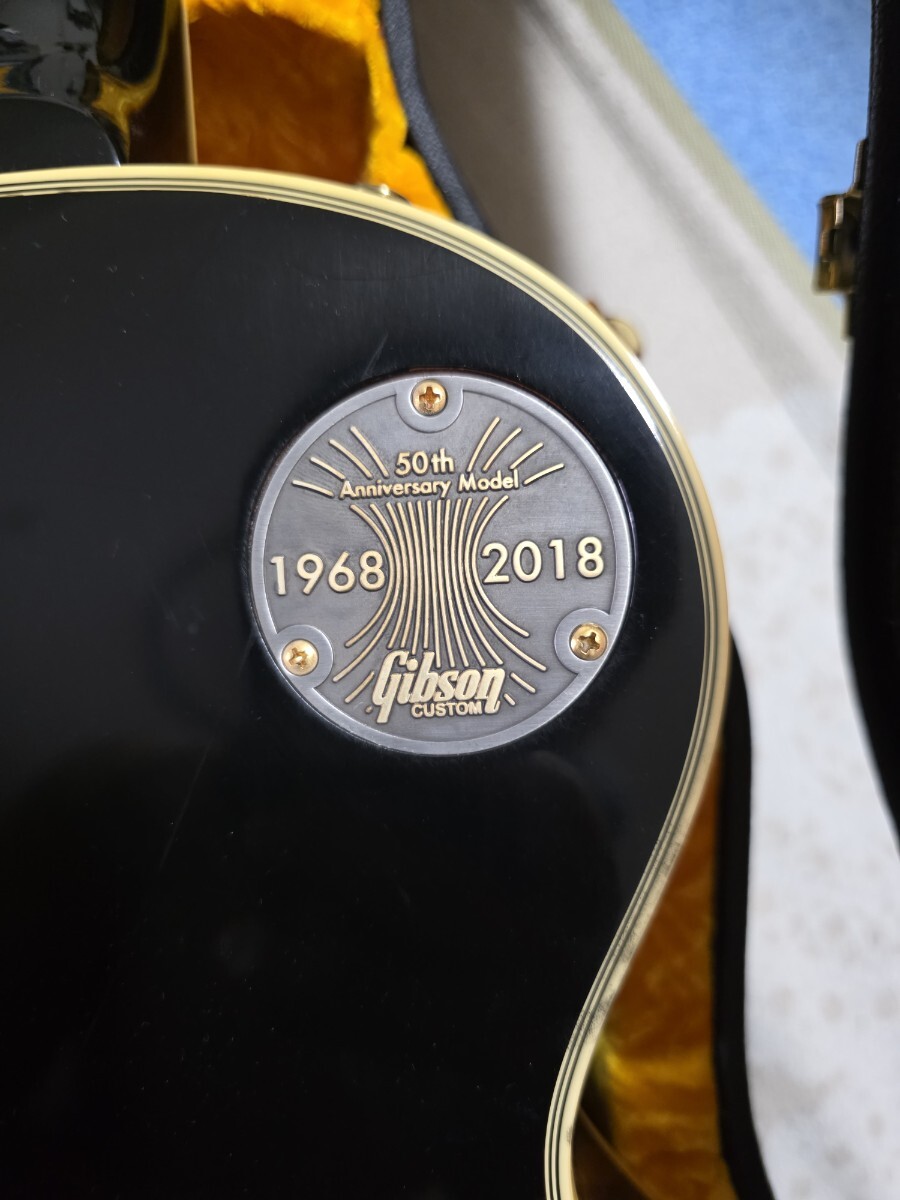 50th
Anniversary Model
1968 2018
Gibson
CUSTOM